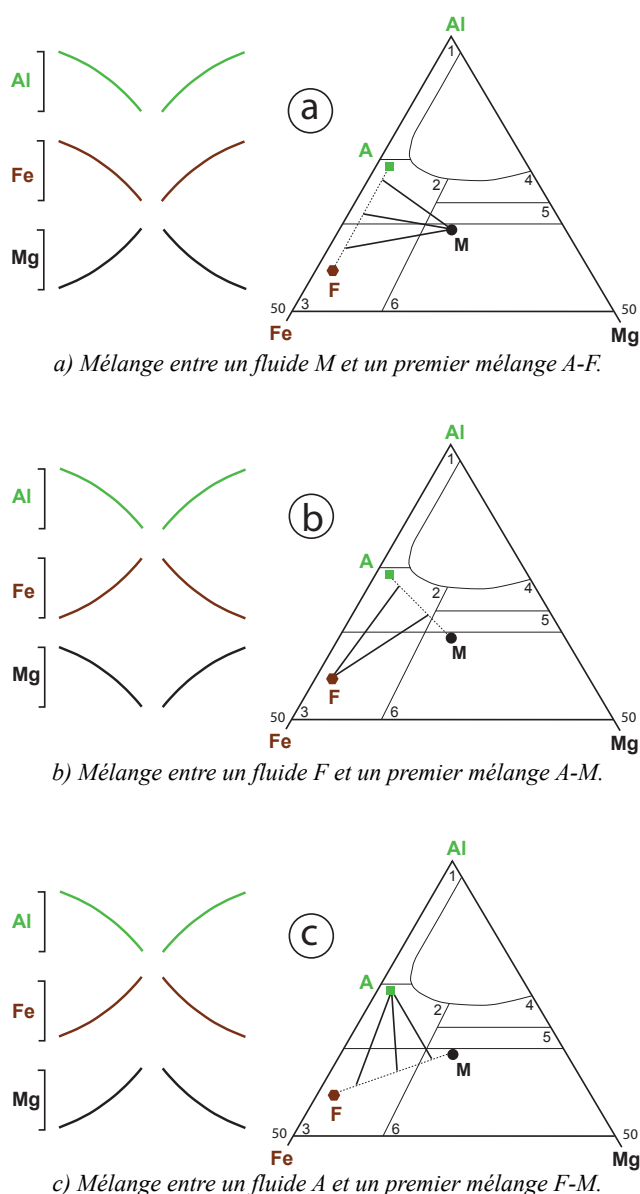 Al
Fe
Mg
a
Al
1
A
2
4
5
M
F
50
3
6
50
Fe
Mg
a) Mélange entre un fluide M et un premier mélange A-F.
Al
Fe
Mg
b
Al
1
A
2
4
5
M
F
50
3
6
50
Fe
Mg
b) Mélange entre un fluide F et un premier mélange A-M.
Al
Fe
Mg
c
Al
1
A
2
4
5
M
F
50
3
6
50
Fe
Mg
c) Mélange entre un fluide A et un premier mélange F-M.